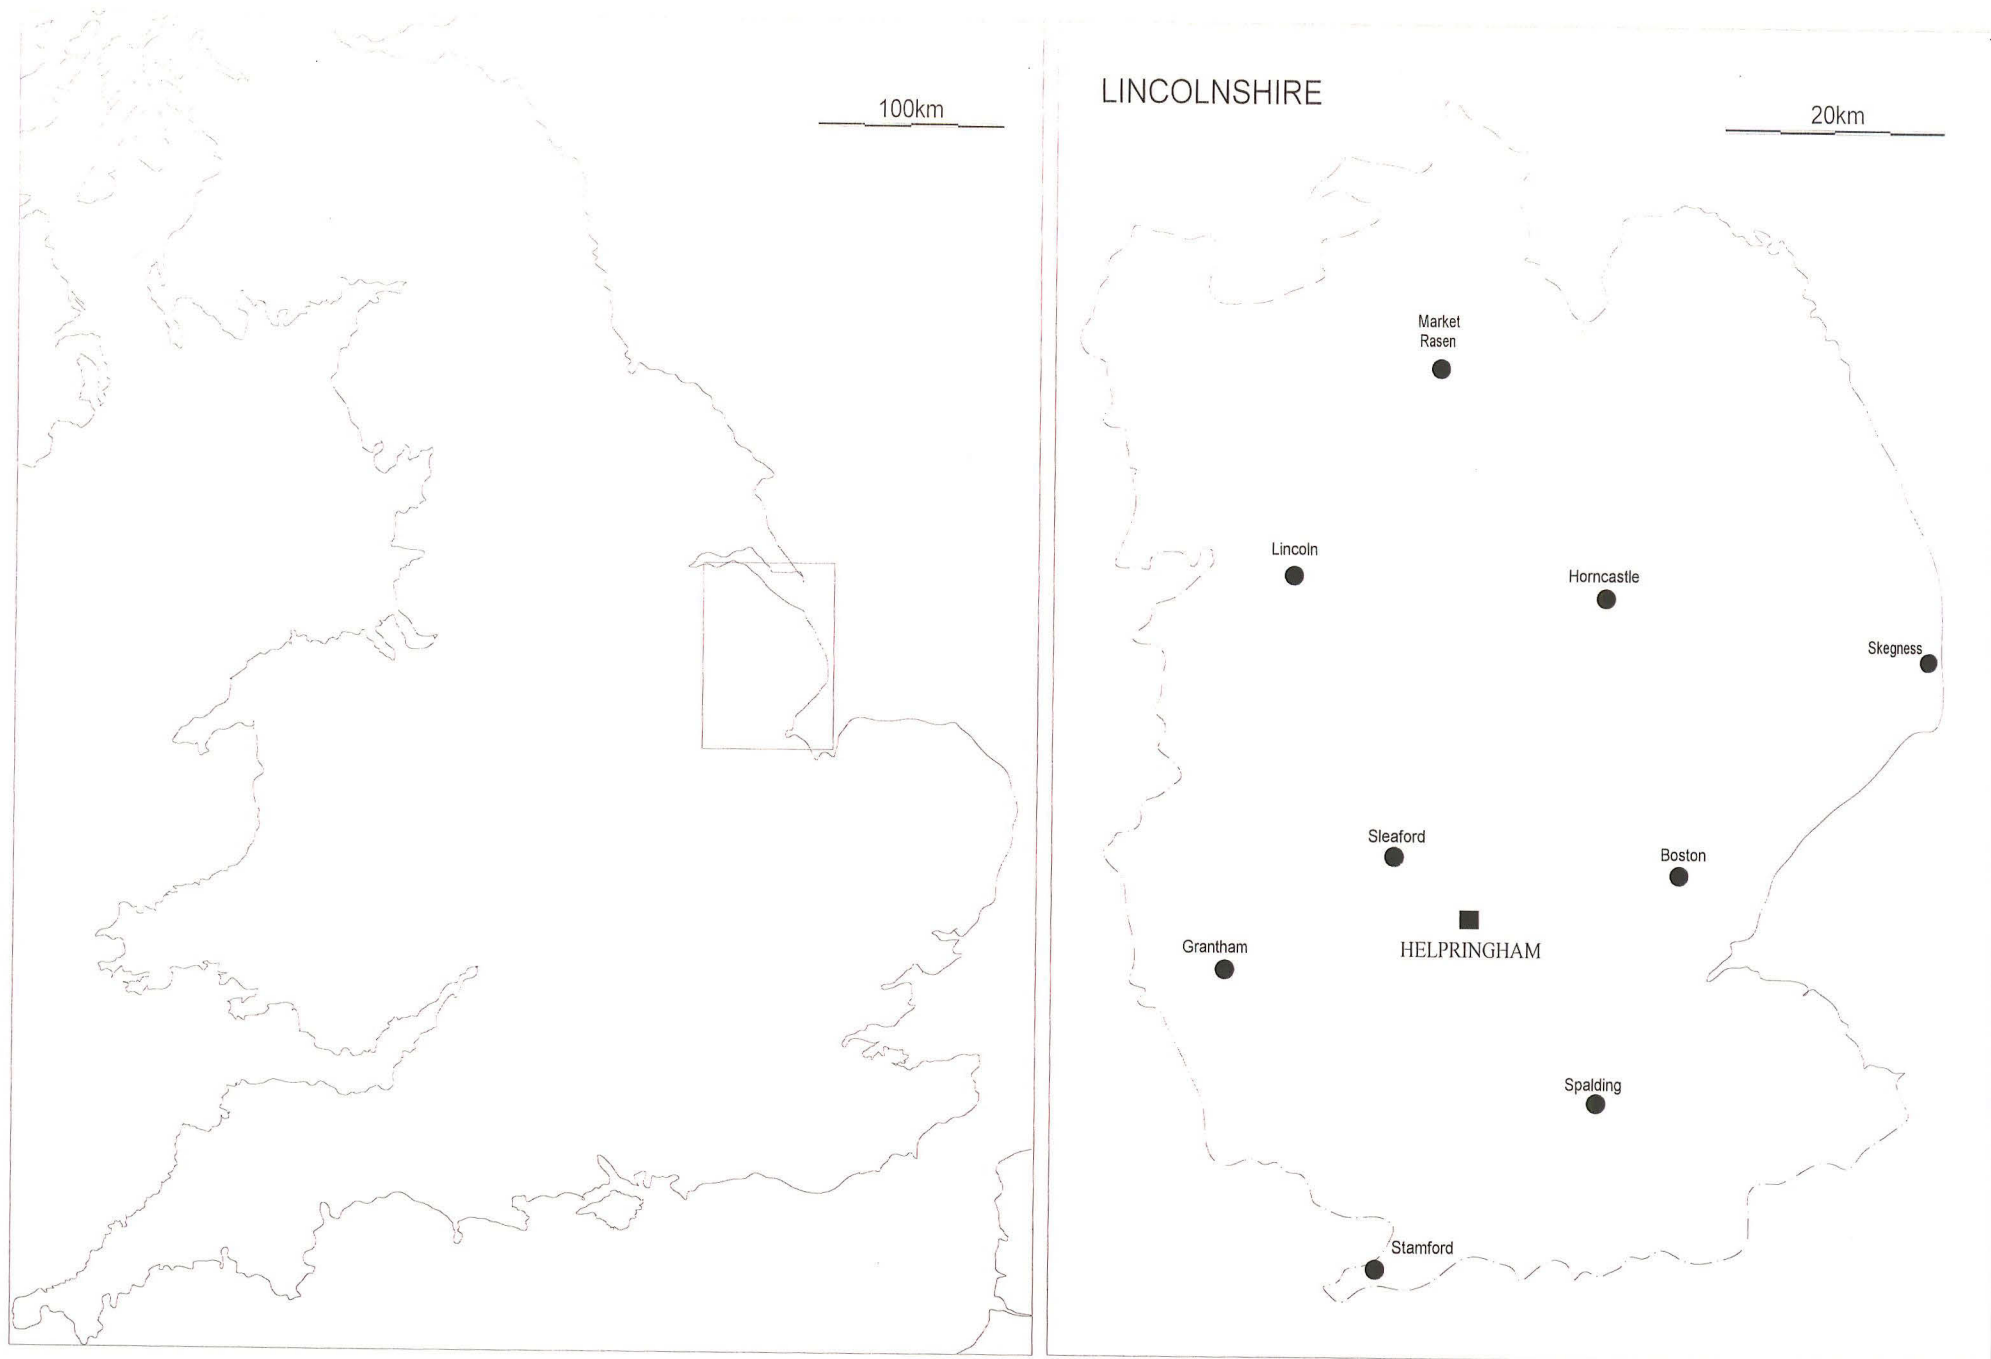 100km
LINCOLNSHIRE
20km
Market
Rasen
Lincoln
Horncastle
Skegness
Sleaford
Boston
HELPRINGHAM
Grantham
Spalding
Stamford